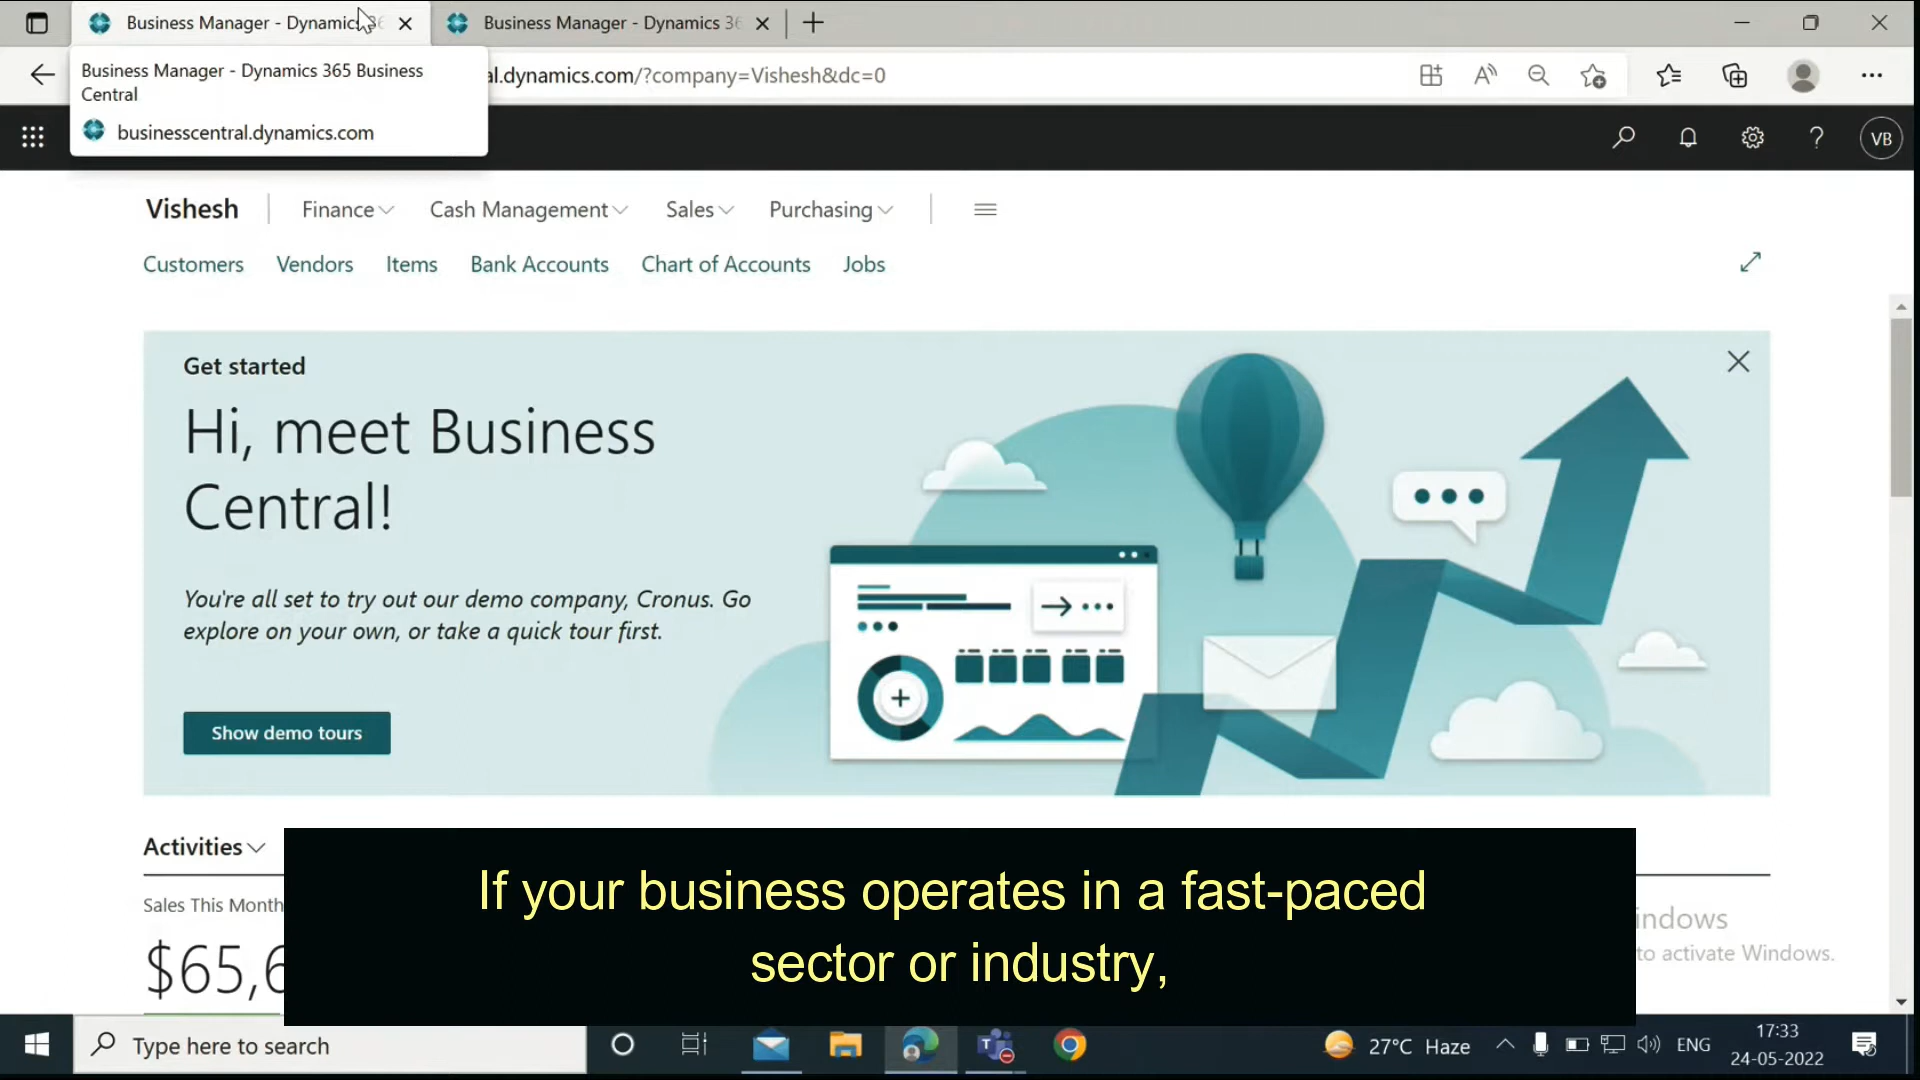 Business Manager - Dynamics 36
Business Manager - Dynamics 36
Business Manager - Dynamics 365 Business
Central
businesscentral.dynamics.com
al.dynamics.com/?company=Vishesh&dc=0
VB
Vishesh
Finance
Cash Management
Sales
Purchasing
Customers
Vendors
Items
Bank Accounts
Chart of Accounts
Jobs
Get started
Hi, meet Business
Central!
You're all set to try out our demo company, Cronus. Go
explore on your own, or take a quick tour first.
Show demo tours
Activities
Sales This Month
$65,6
If your business operates in a fast-paced
sector or industry,
indows
to activate Windows.
Type here to search
27°C Haze
ENG
17:33
24-05-2022